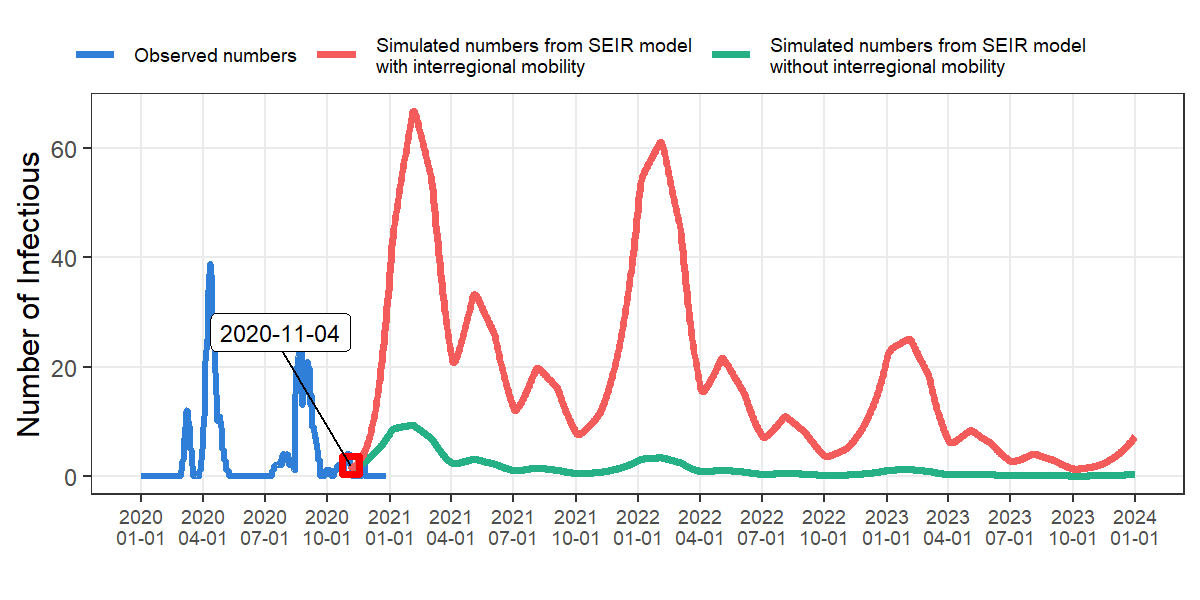 Observed numbers
Simulated numbers from SEIR model
with interregional mobility
Simulated numbers from SEIR model
without interregional mobility
Number of Infectious
60
40
20
0
2020-11-04
2020 2020 2020 2020 2021 2021 2021 2021 2022 2022 2022 2022 2023 2023 2023 2023 2024
01-01 04-01 07-01 10-01 01-01 04-01 07-01 10-01 01-01 04-01 07-01 10-01 01-01 04-01 07-01 10-01 01-01